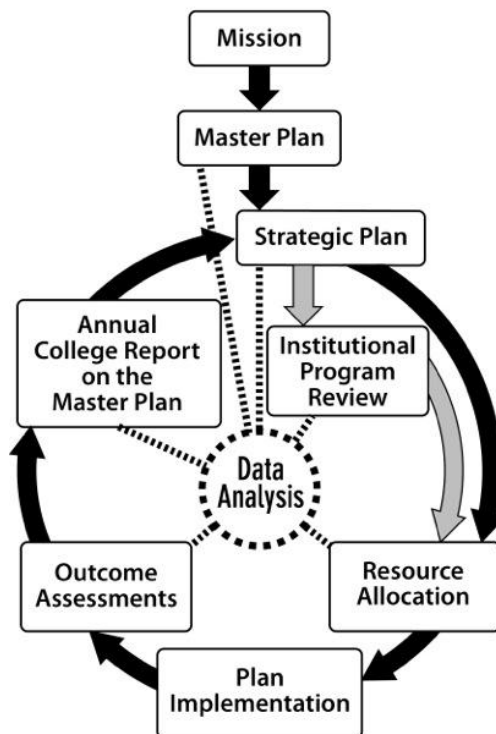 Mission
Master Plan
Strategic Plan
Annual
College Report
on the
Master Plan
Institutional
Program
Review
Data
Analysis
Outcome
Assessments
Resource
Allocation
Plan
Implementation